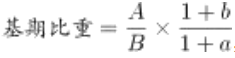 基期比重 = A/B × (1+b)/(1+a),